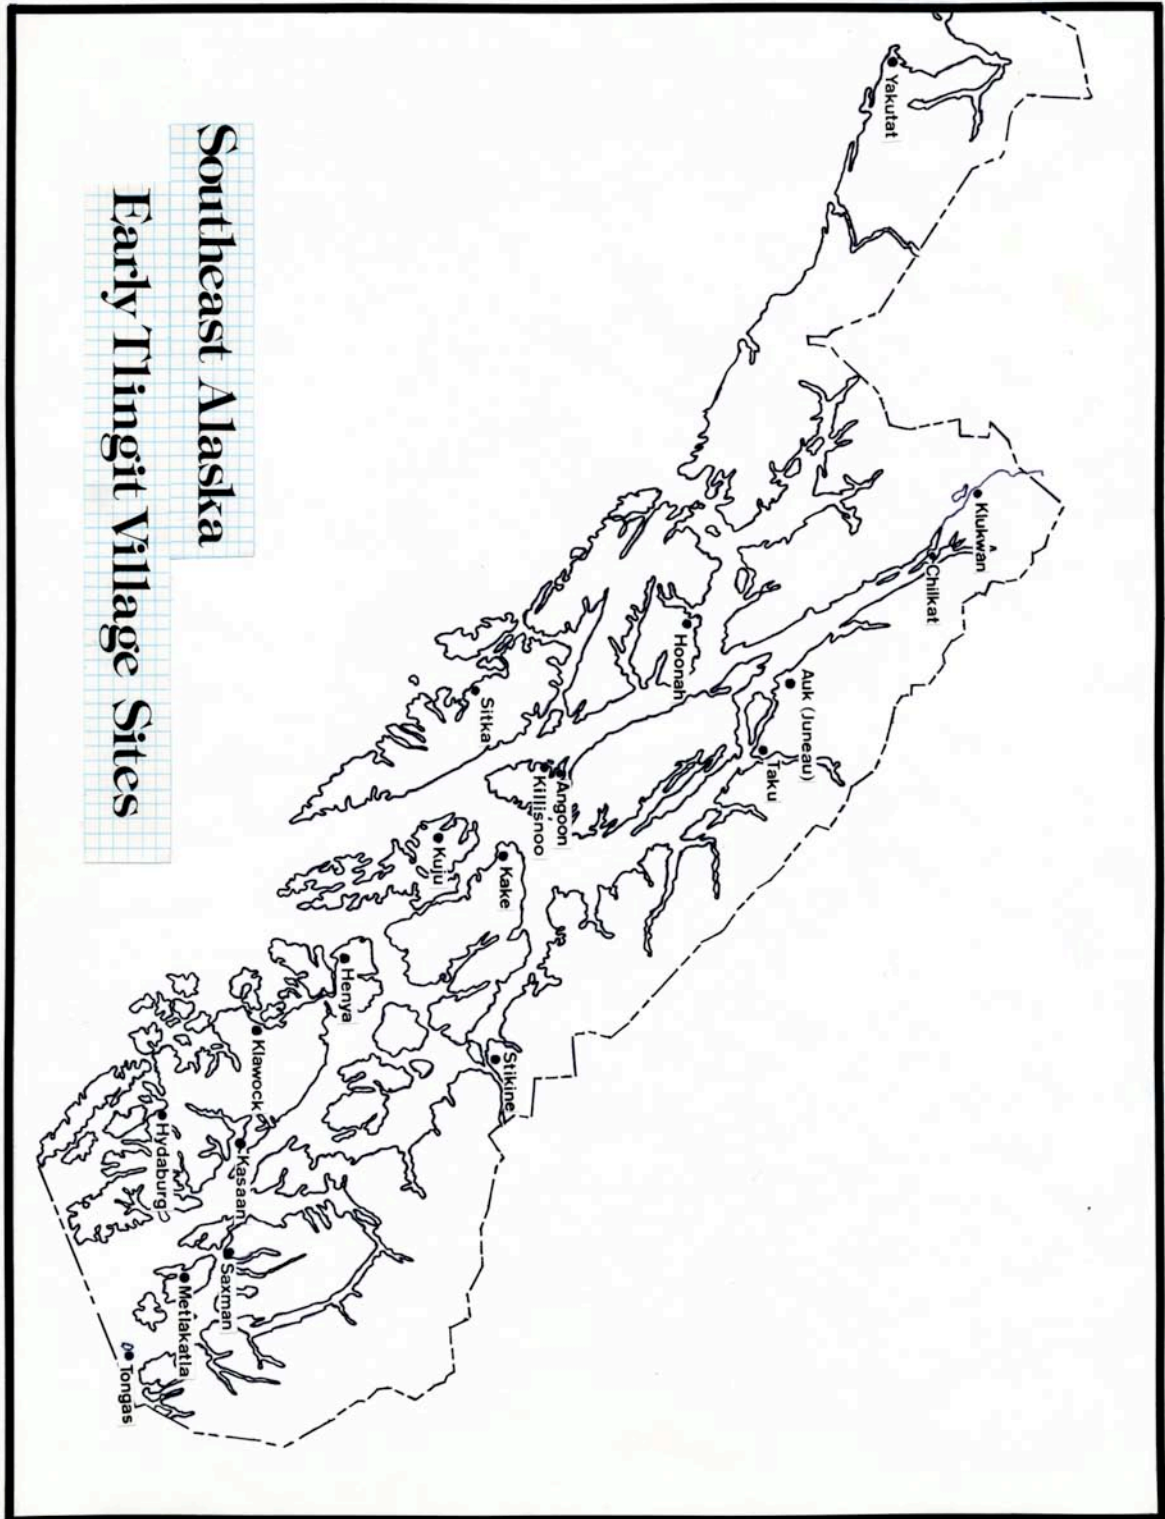 Southeast Alaska
Early Tlingit Village Sites
Yakutat
Klukwan
Chilkat
Hoonah
Auk (Juneau)
Taku
Sitka
Angoon
Killisnoo
Kuju
Kake
Henya
Stikine
Klawock
Kasaan
Hydaburg
Saxman
Metlakatla
Tongas